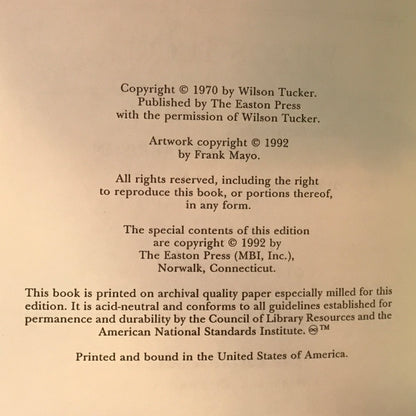 Copyright © 1970 by Wilson Tucker.
Published by The Easton Press
with the permission of Wilson Tucker.
Artwork copyright © 1992
by Frank Mayo.
All rights reserved, including the right
to reproduce this book, or portions thereof,
in any form.
The special contents of this edition
are copyright © 1992 by
The Easton Press (MBI, Inc.),
Norwalk, Connecticut.
This book is printed on archival quality paper especially milled for this
edition. It is acid-neutral and conforms to all guidelines established for
permanence and durability by the Council of Library Resources and the
American National Standards Institute. ♾™
Printed and bound in the United States of America.